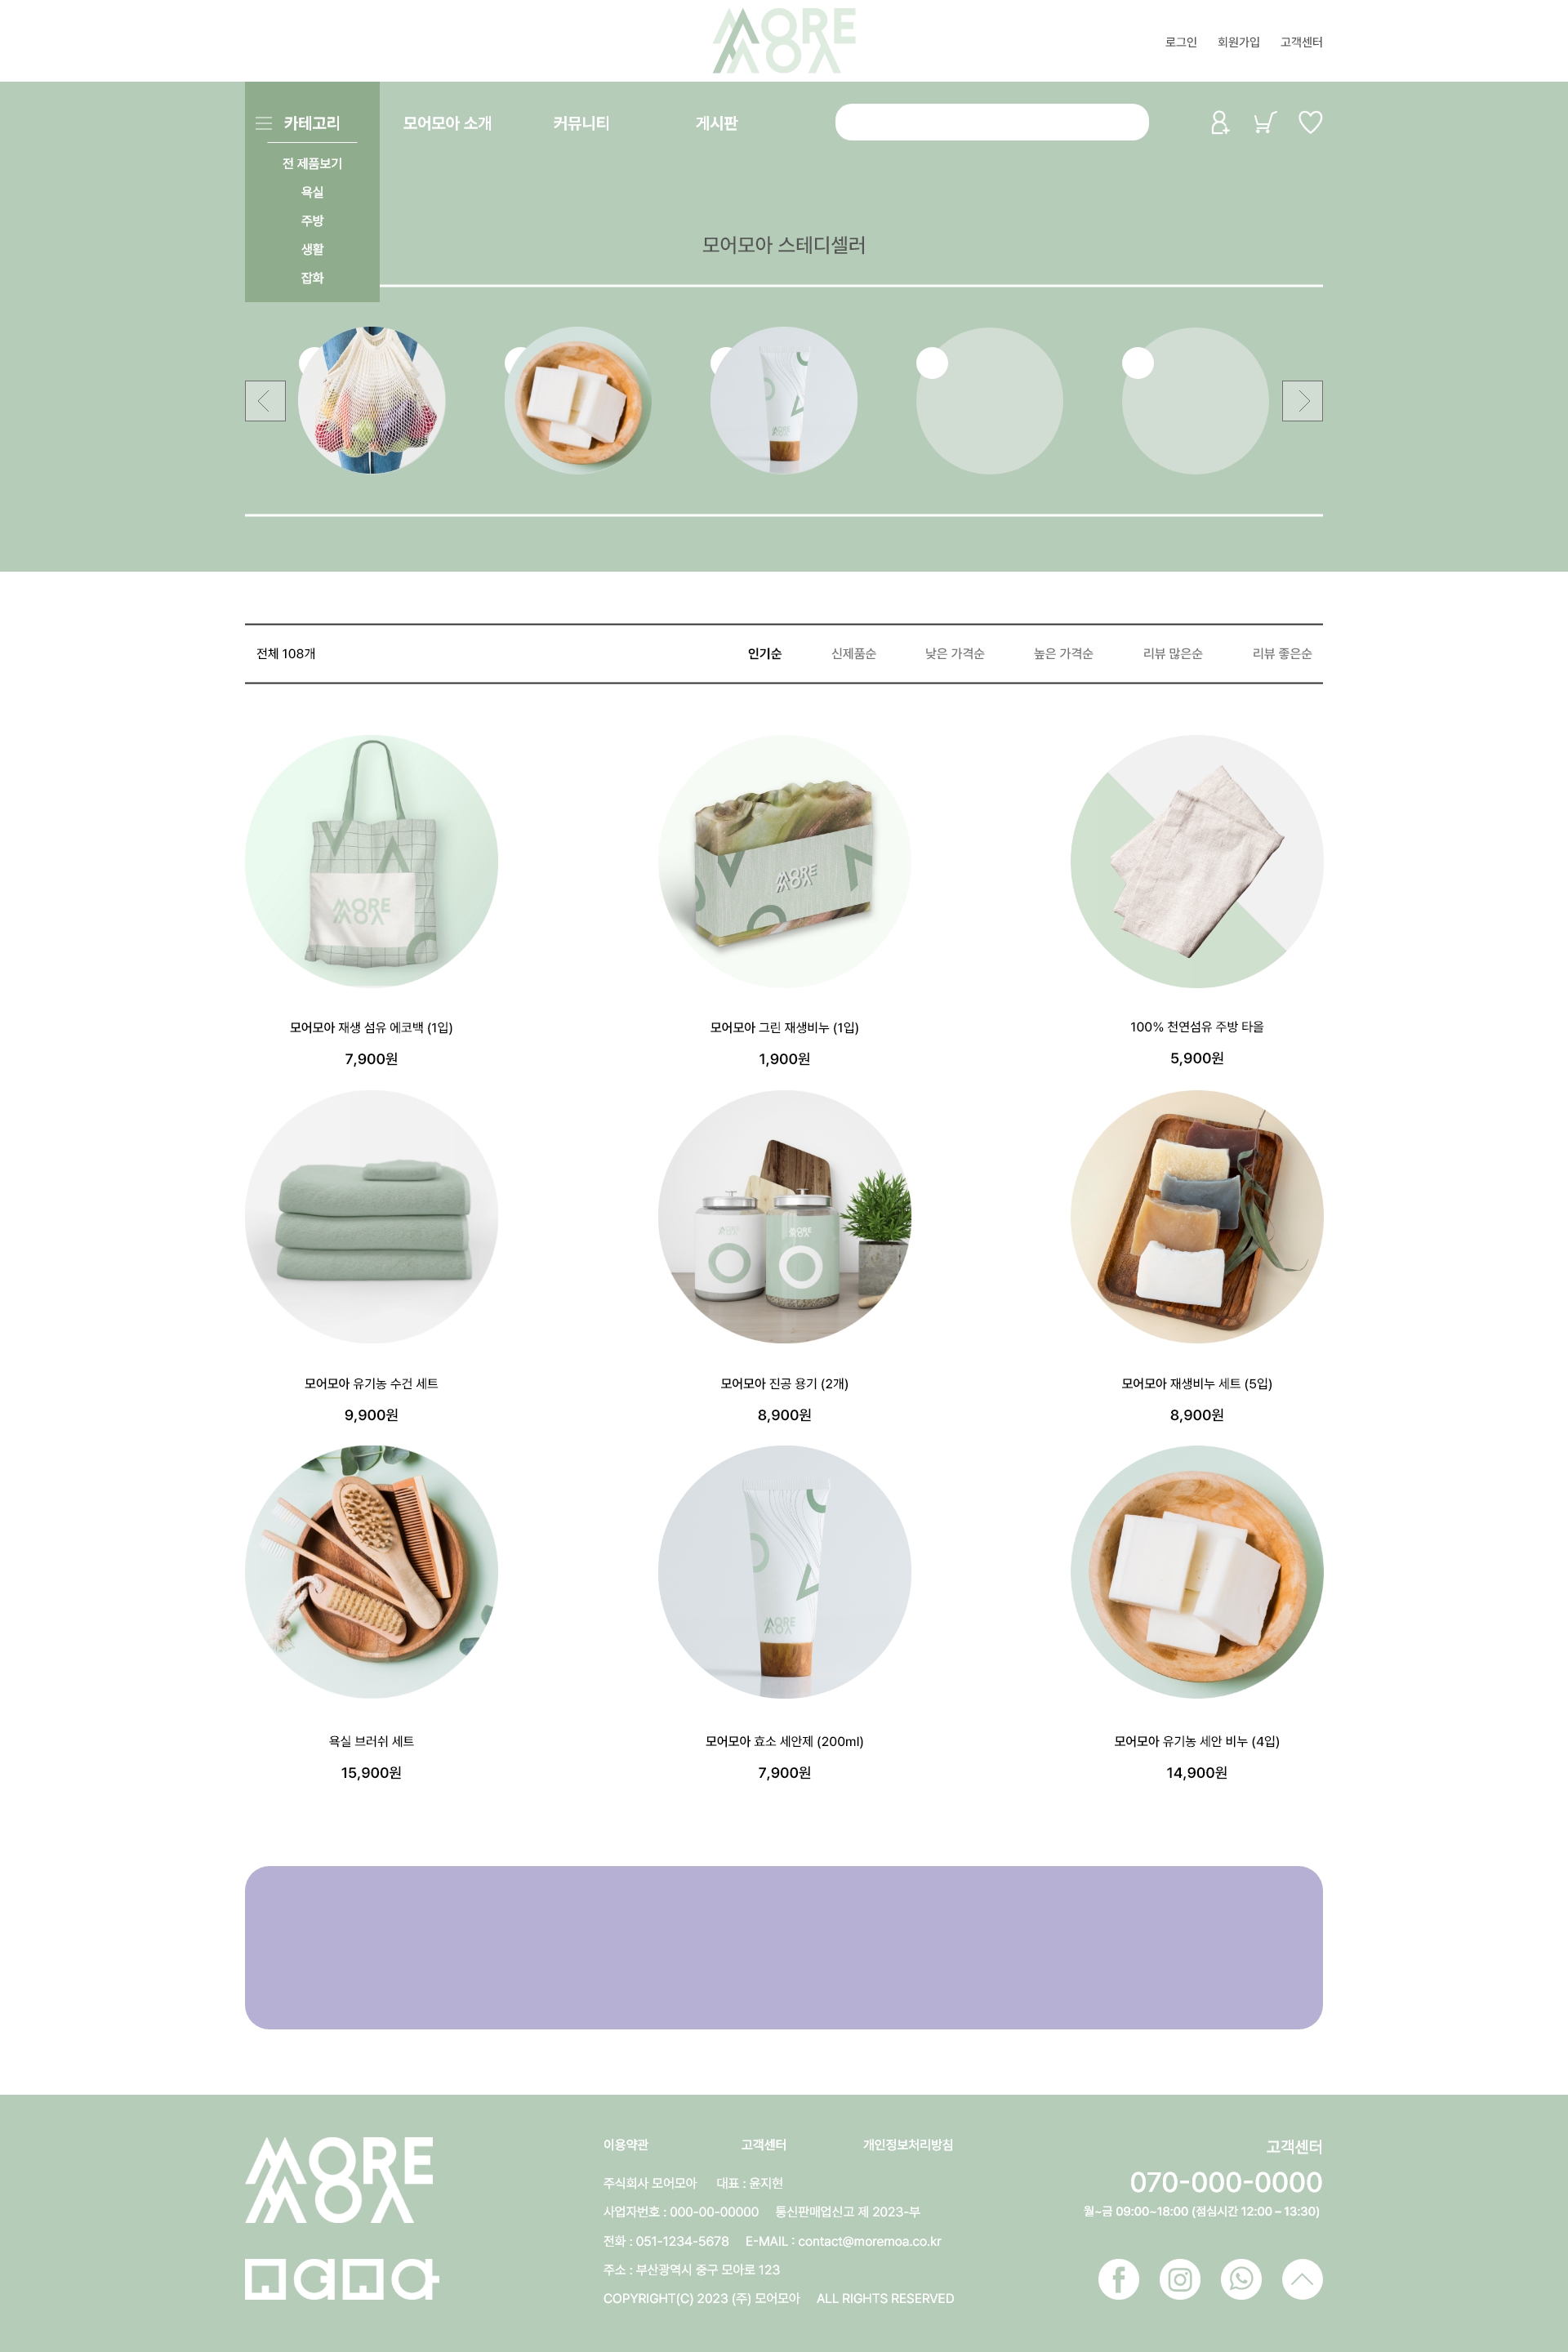 MORE
MOA
로그인 회원가입 고객센터
카테고리 모어모아 소개 커뮤니티 게시판
전 제품보기
욕실
주방
생활
잡화
모어모아 스테디셀러
전체 108개 인기순 신제품순 낮은 가격순 높은 가격순 리뷰 많은순 리뷰 좋은순
MORE
MOA
MORE
MOA
모어모아 재생 섬유 에코백 (1입) 모어모아 그린 재생비누 (1입) 100% 천연섬유 주방 타올
7,900원 1,900원 5,900원
MORE
MOA
모어모아 유기농 수건 세트 모어모아 진공 용기 (2개) 모어모아 재생비누 세트 (5입)
9,900원 8,900원 8,900원
MORE
MOA
욕실 브러쉬 세트 모어모아 효소 세안제 (200ml) 모어모아 유기농 세안 비누 (4입)
15,900원 7,900원 14,900원
MORE
MOA
이용약관 고객센터 개인정보처리방침
주식회사 모어모아 대표 : 윤지현
사업자번호 : 000-00-00000 통신판매업신고 제 2023-부
전화 : 051-1234-5678 E-MAIL : contact@moremoa.co.kr
주소 : 부산광역시 중구 모아로 123
COPYRIGHT(C) 2023 (주) 모어모아 ALL RIGHTS RESERVED
고객센터
070-000-0000
월~금 09:00~18:00 (점심시간 12:00 – 13:30)